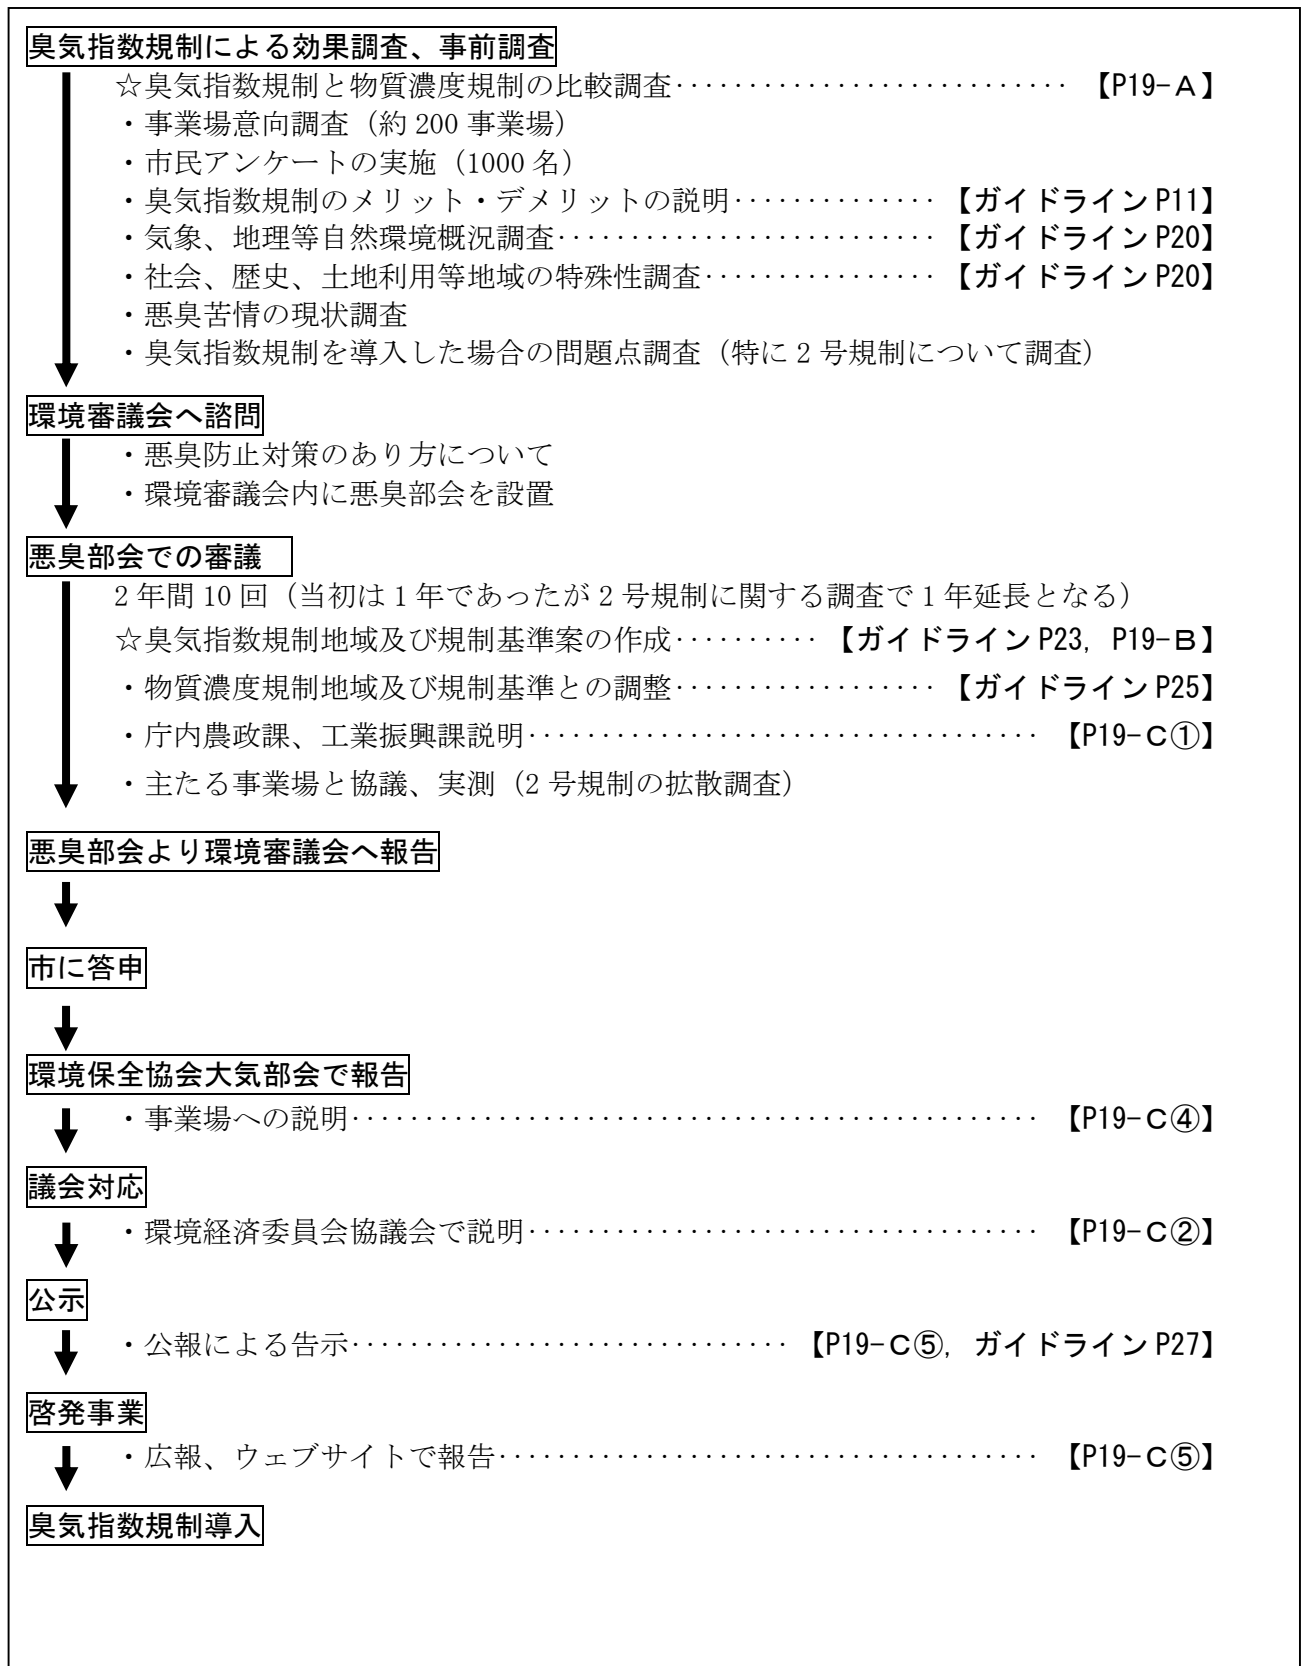 臭気指数規制による効果調査、事前調査
☆臭気指数規制と物質濃度規制の比較調査･･････････････････････････ 【P19-Ａ】
・事業場意向調査（約 200 事業場）
・市民アンケートの実施（1000 名）
・臭気指数規制のメリット・デメリットの説明･･････････････ 【ガイドライン P11】
・気象、地理等自然環境概況調査･･････････････････････････ 【ガイドライン P20】
・社会、歴史、土地利用等地域の特殊性調査････････････････ 【ガイドライン P20】
・悪臭苦情の現状調査
・臭気指数規制を導入した場合の問題点調査（特に 2 号規制について調査）
環境審議会へ諮問
・悪臭防止対策のあり方について
・環境審議会内に悪臭部会を設置
悪臭部会での審議
2 年間 10 回（当初は 1 年であったが 2 号規制に関する調査で 1 年延長となる）
☆臭気指数規制地域及び規制基準案の作成･･････････ 【ガイドライン P23, P19-Ｂ】
・物質濃度規制地域及び規制基準との調整･･････････････････ 【ガイドライン P25】
・庁内農政課、工業振興課説明･･･････････････････････････････････ 【P19-Ｃ①】
・主たる事業場と協議、実測（2 号規制の拡散調査）
悪臭部会より環境審議会へ報告
市に答申
環境保全協会大気部会で報告
・事業場への説明･･･････････････････････････････････････････････ 【P19-Ｃ④】
議会対応
・環境経済委員会協議会で説明･･･････････････････････････････････ 【P19-Ｃ②】
公示
・公報による告示･･････････････････････････････ 【P19-Ｃ⑤, ガイドライン P27】
啓発事業
・広報、ウェブサイトで報告･････････････････････････････････････ 【P19-Ｃ⑤】
臭気指数規制導入